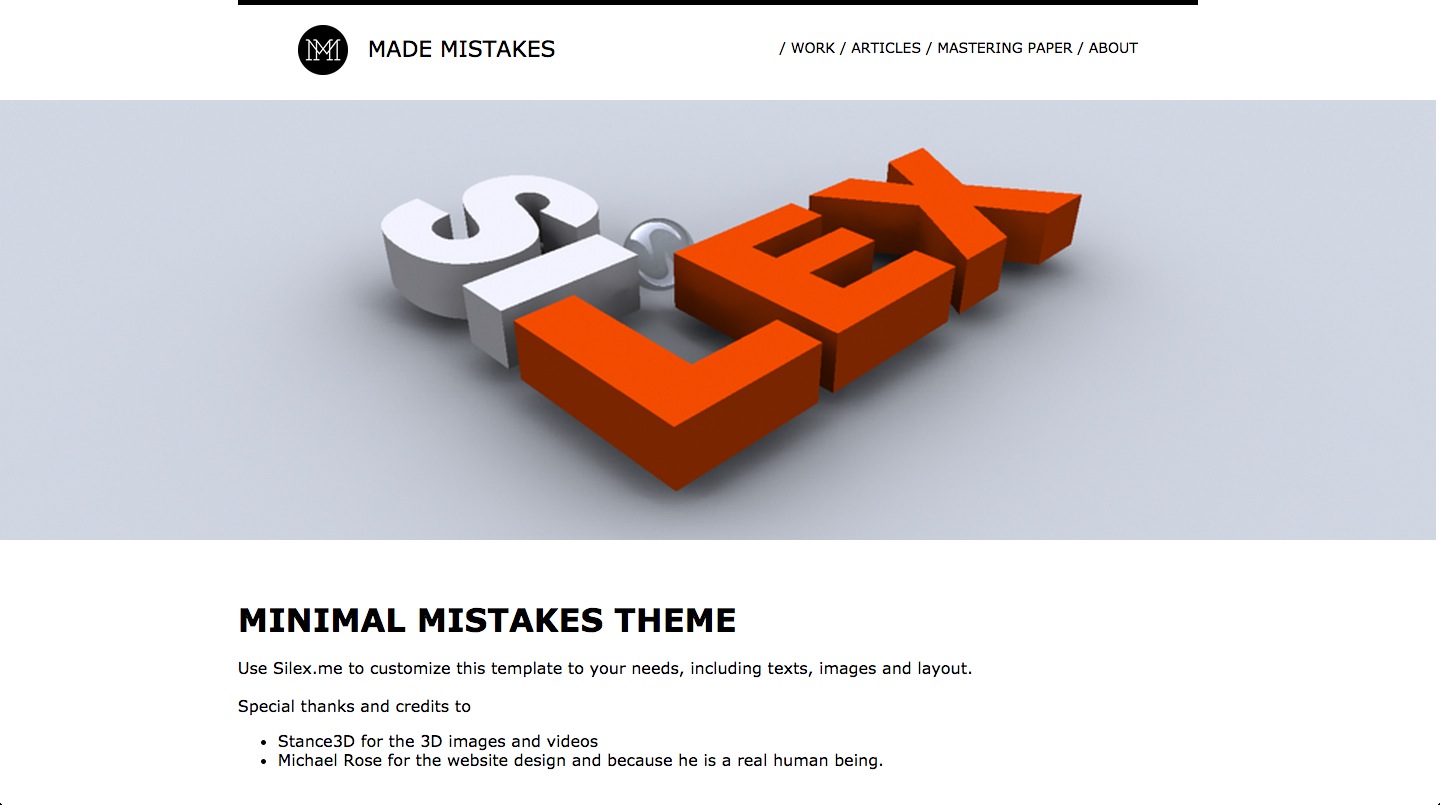 MM
MADE MISTAKES
/ WORK / ARTICLES / MASTERING PAPER / ABOUT
SILEX
MINIMAL MISTAKES THEME
Use Silex.me to customize this template to your needs, including texts, images and layout.
Special thanks and credits to
• Stance3D for the 3D images and videos
• Michael Rose for the website design and because he is a real human being.